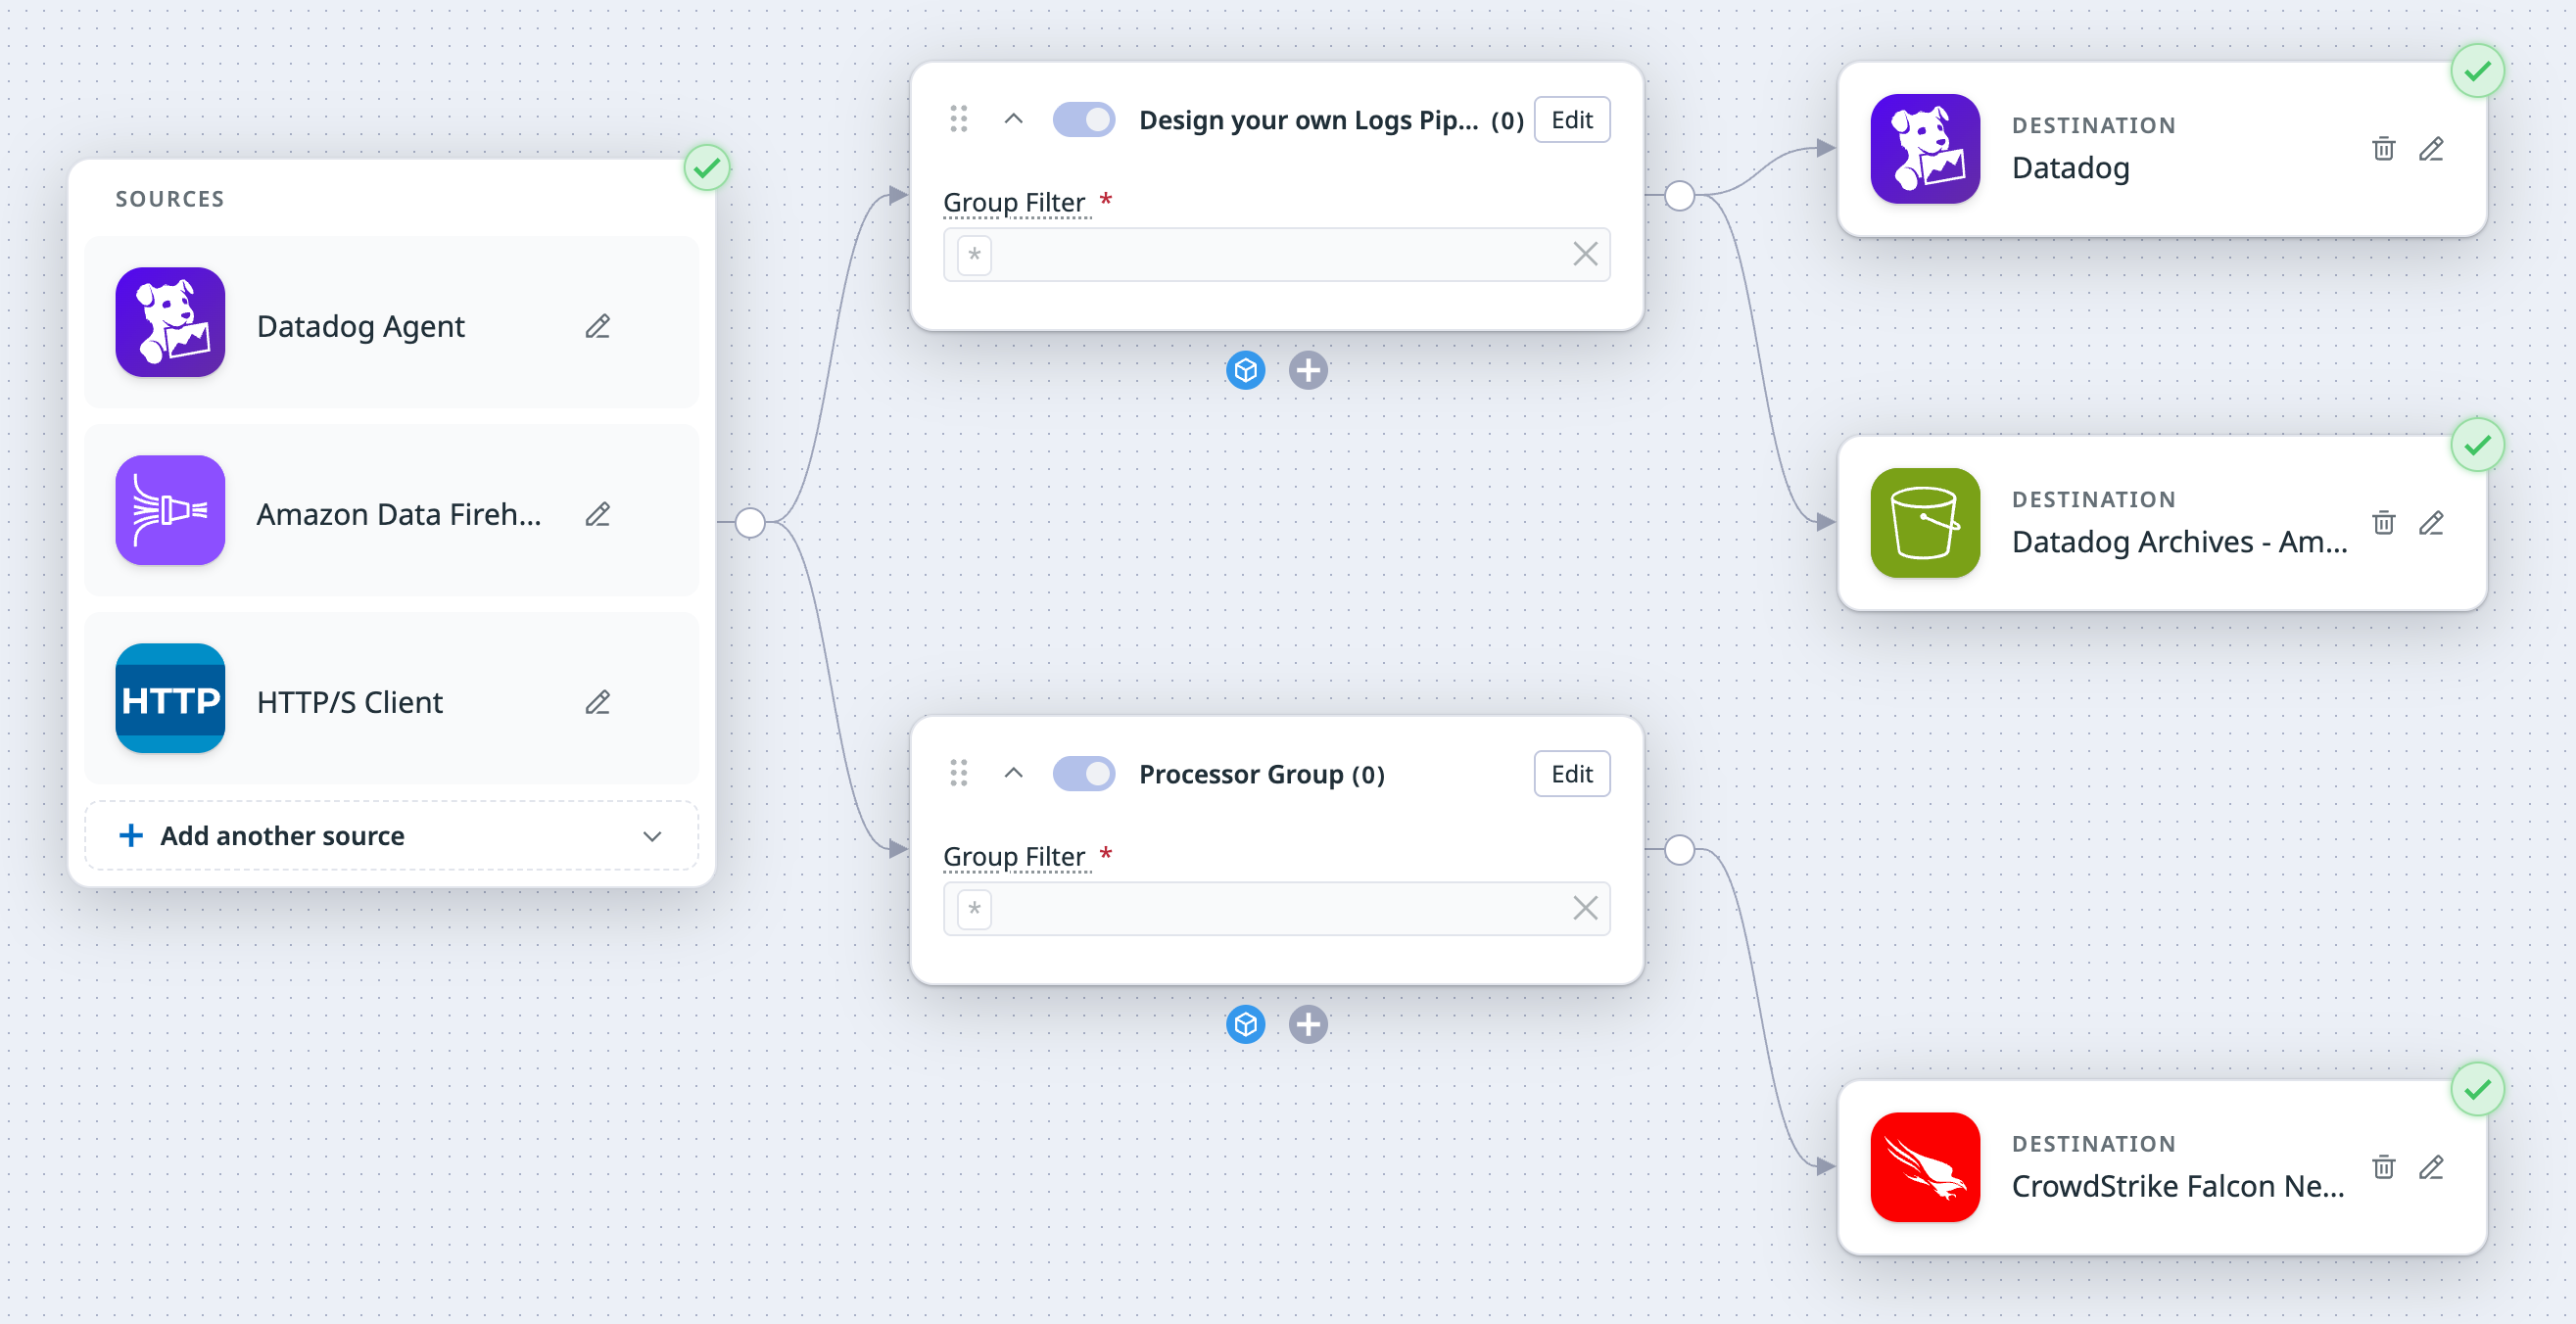 SOURCES
Datadog Agent
Amazon Data Fireh...
HTTP
HTTP/S Client
Add another source
Design your own Logs Pip... (0)
Edit
Group Filter *
*
Processor Group (0)
Edit
Group Filter *
*
DESTINATION
Datadog
DESTINATION
Datadog Archives - Am...
DESTINATION
CrowdStrike Falcon Ne...